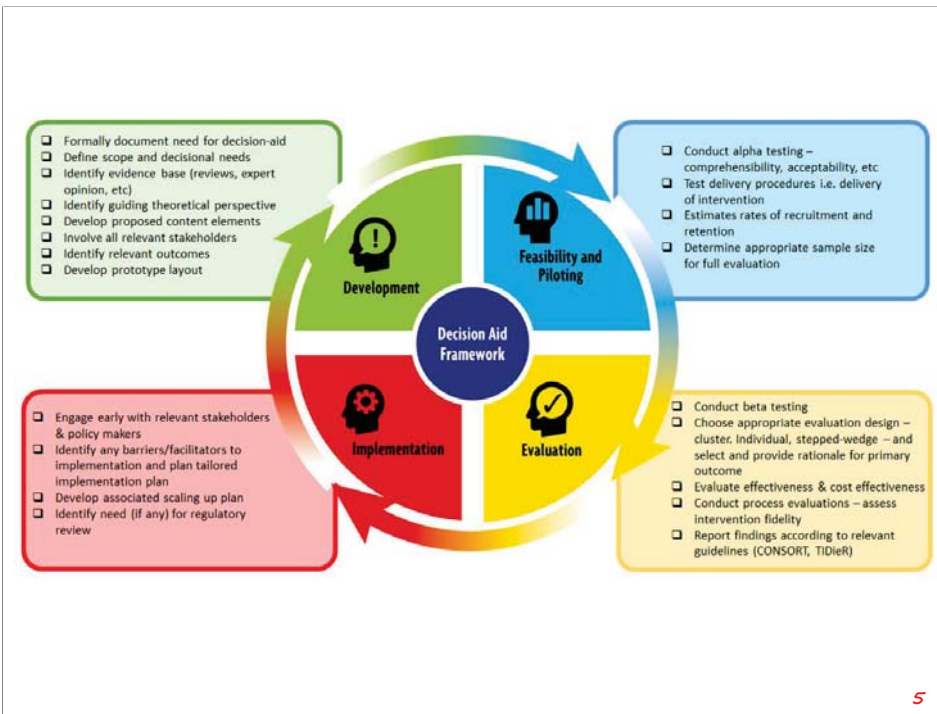 ❑ Formally document need for decision-aid
❑ Define scope and decisional needs
❑ Identify evidence base (reviews, expert
opinion, etc)
❑ Identify guiding theoretical perspective
❑ Develop proposed content elements
❑ Involve all relevant stakeholders
❑ Identify relevant outcomes
❑ Develop prototype layout
❑ Conduct alpha testing –
comprehensibility, acceptability, etc
❑ Test delivery procedures i.e. delivery
of intervention
❑ Estimates rates of recruitment and
retention
❑ Determine appropriate sample size
for full evaluation
!
Development
Feasibility and
Piloting
Decision Aid
Framework
Implementation
Evaluation
❑ Engage early with relevant stakeholders
& policy makers
❑ Identify any barriers/facilitators to
implementation and plan tailored
implementation plan
❑ Develop associated scaling up plan
❑ Identify need (if any) for regulatory
review
❑ Conduct beta testing
❑ Choose appropriate evaluation design –
cluster. Individual, stepped-wedge – and
select and provide rationale for primary
outcome
❑ Evaluate effectiveness & cost effectiveness
❑ Conduct process evaluations – assess
intervention fidelity
❑ Report findings according to relevant
guidelines (CONSORT, TIDieR)
5